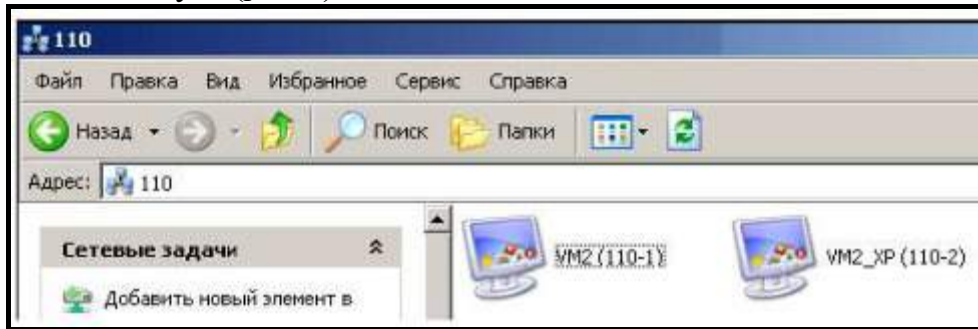 110
Файл Правка Вид Избранное Сервис Справка
Назад Поиск Папки
Адрес: 110
Сетевые задачи
VM2 (110-1) VM2_XP (110-2)
Добавить новый элемент в